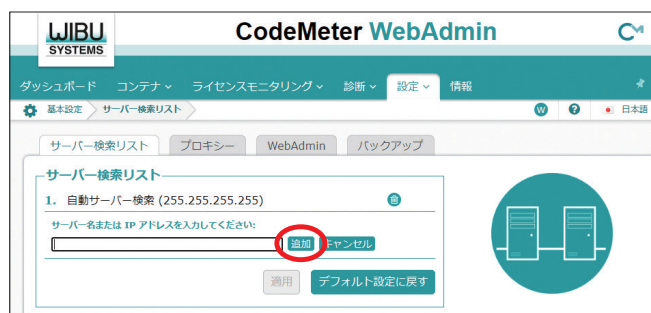 WIBU
SYSTEMS
CodeMeter WebAdmin
ダッシュボード コンテナ ライセンスモニタリング 診断 設定 情報
基本設定 サーバー検索リスト W ? 日本語
サーバー検索リスト プロキシー WebAdmin バックアップ
サーバー検索リスト
1. 自動サーバー検索 (255.255.255.255)
サーバー名または IP アドレスを入力してください:
追加 キャンセル
適用 デフォルト設定に戻す